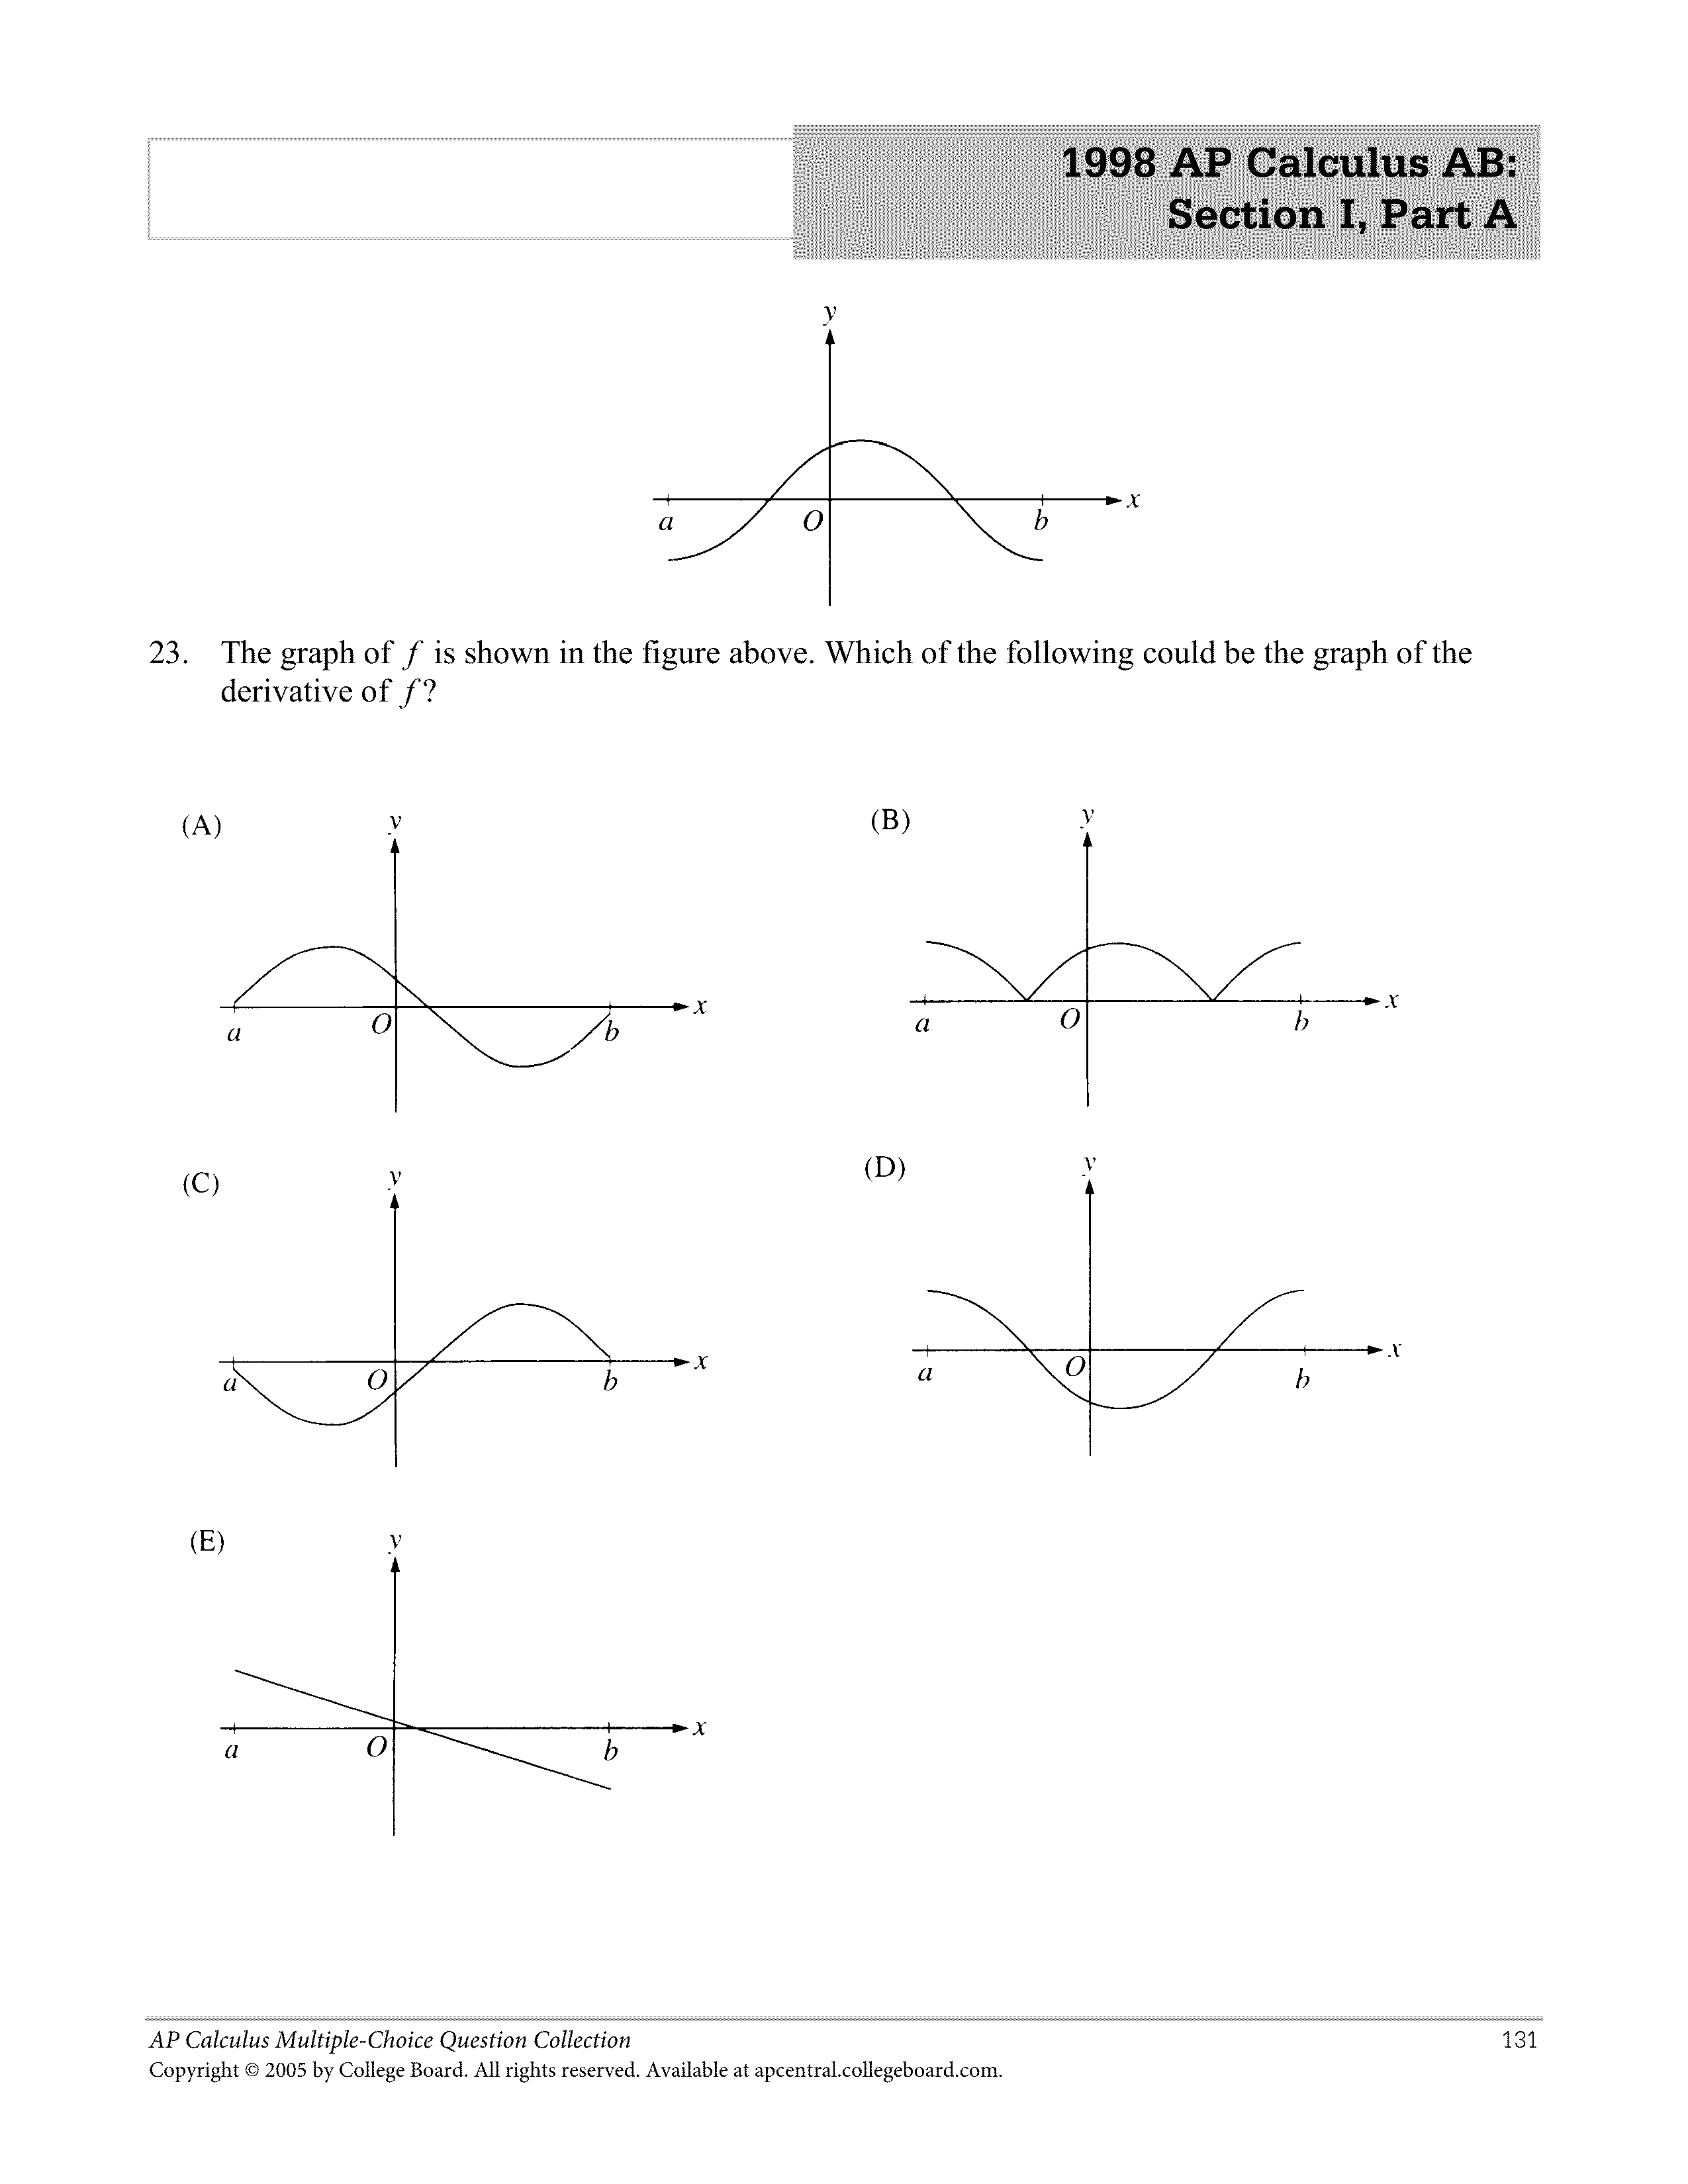 1998 AP Calculus AB:
Section I, Part A
y
x
a
O
b
23. The graph of f is shown in the figure above. Which of the following could be the graph of the
derivative of f?
(A)
y
x
a
O
b
(B)
y
x
a
O
b
(C)
y
x
a
O
b
(D)
y
x
a
O
b
(E)
y
x
a
O
b
AP Calculus Multiple-Choice Question Collection
131
Copyright © 2005 by College Board. All rights reserved. Available at apcentral.collegeboard.com.